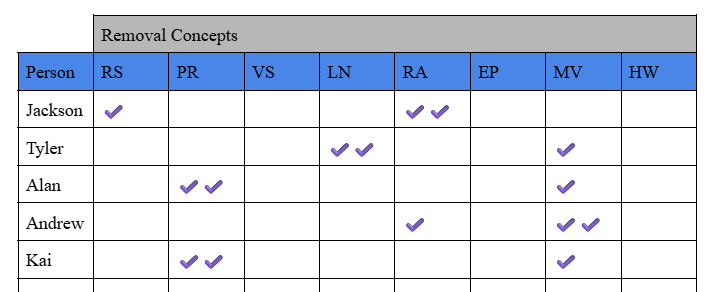 Removal Concepts
Person RS PR VS LN RA EP MV HW
Jackson ✔ ✔✔
Tyler ✔✔ ✔
Alan ✔✔ ✔
Andrew ✔ ✔✔
Kai ✔✔ ✔